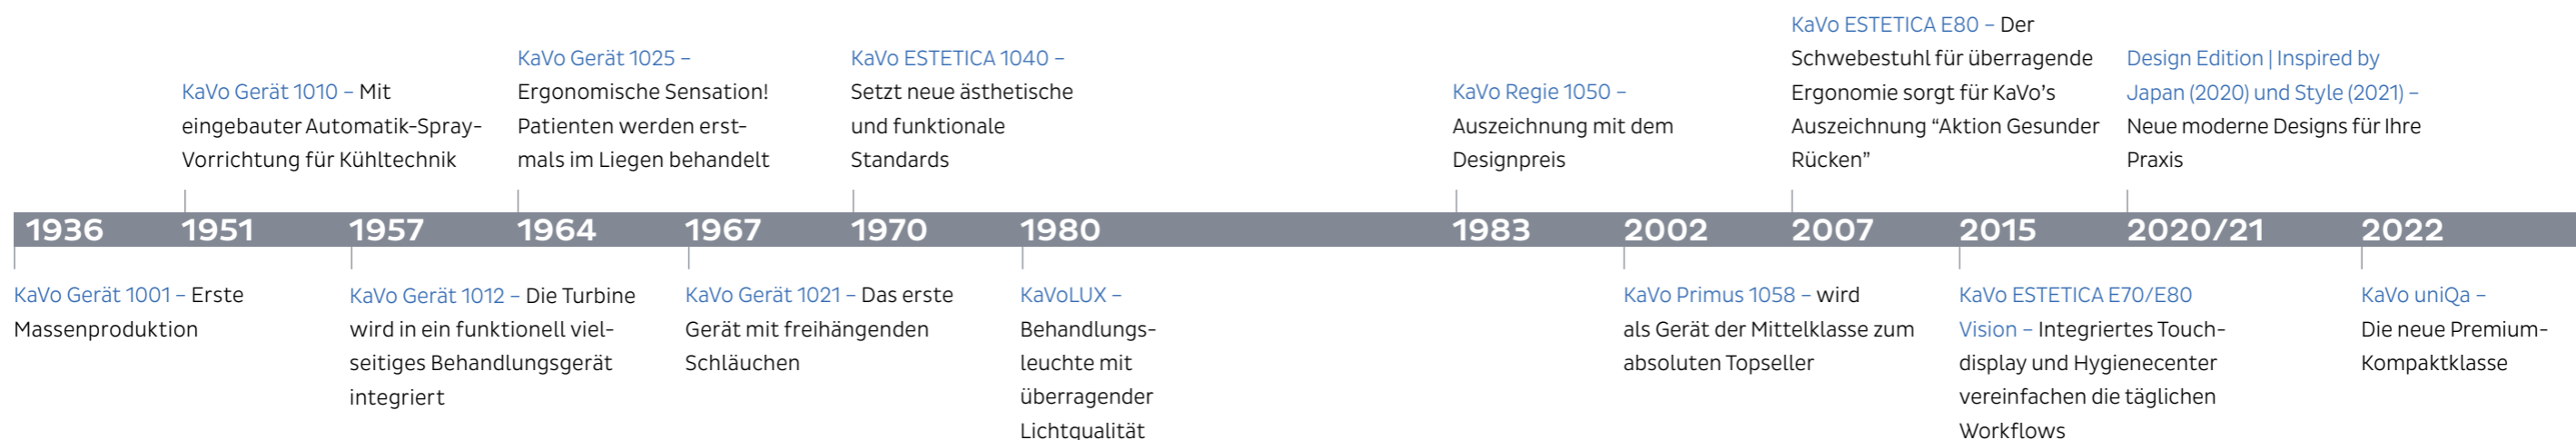 KaVo Gerät 1010 – Mit
eingebauter Automatik-Spray-
Vorrichtung für Kühltechnik
KaVo Gerät 1025 –
Ergonomische Sensation!
Patienten werden erst-
mals im Liegen behandelt
KaVo ESTETICA 1040 –
Setzt neue ästhetische
und funktionale
Standards
KaVo Regie 1050 –
Auszeichnung mit dem
Designpreis
KaVo ESTETICA E80 – Der
Schwebestuhl für überragende
Ergonomie sorgt für KaVo’s
Auszeichnung “Aktion Gesunder
Rücken”
Design Edition | Inspired by
Japan (2020) und Style (2021) –
Neue moderne Designs für Ihre
Praxis
1936 1951 1957 1964 1967 1970 1980 1983 2002 2007 2015 2020/21 2022
KaVo Gerät 1001 – Erste
Massenproduktion
KaVo Gerät 1012 – Die Turbine
wird in ein funktionell viel-
seitiges Behandlungsgerät
integriert
KaVo Gerät 1021 – Das erste
Gerät mit freihängenden
Schläuchen
KaVoLUX –
Behandlungs-
leuchte mit
überragender
Lichtqualität
KaVo Primus 1058 – wird
als Gerät der Mittelklasse zum
absoluten Topseller
KaVo ESTETICA E70/E80
Vision – Integriertes Touch-
display und Hygienecenter
vereinfachen die täglichen
Workflows
KaVo uniQa –
Die neue Premium-
Kompaktklasse